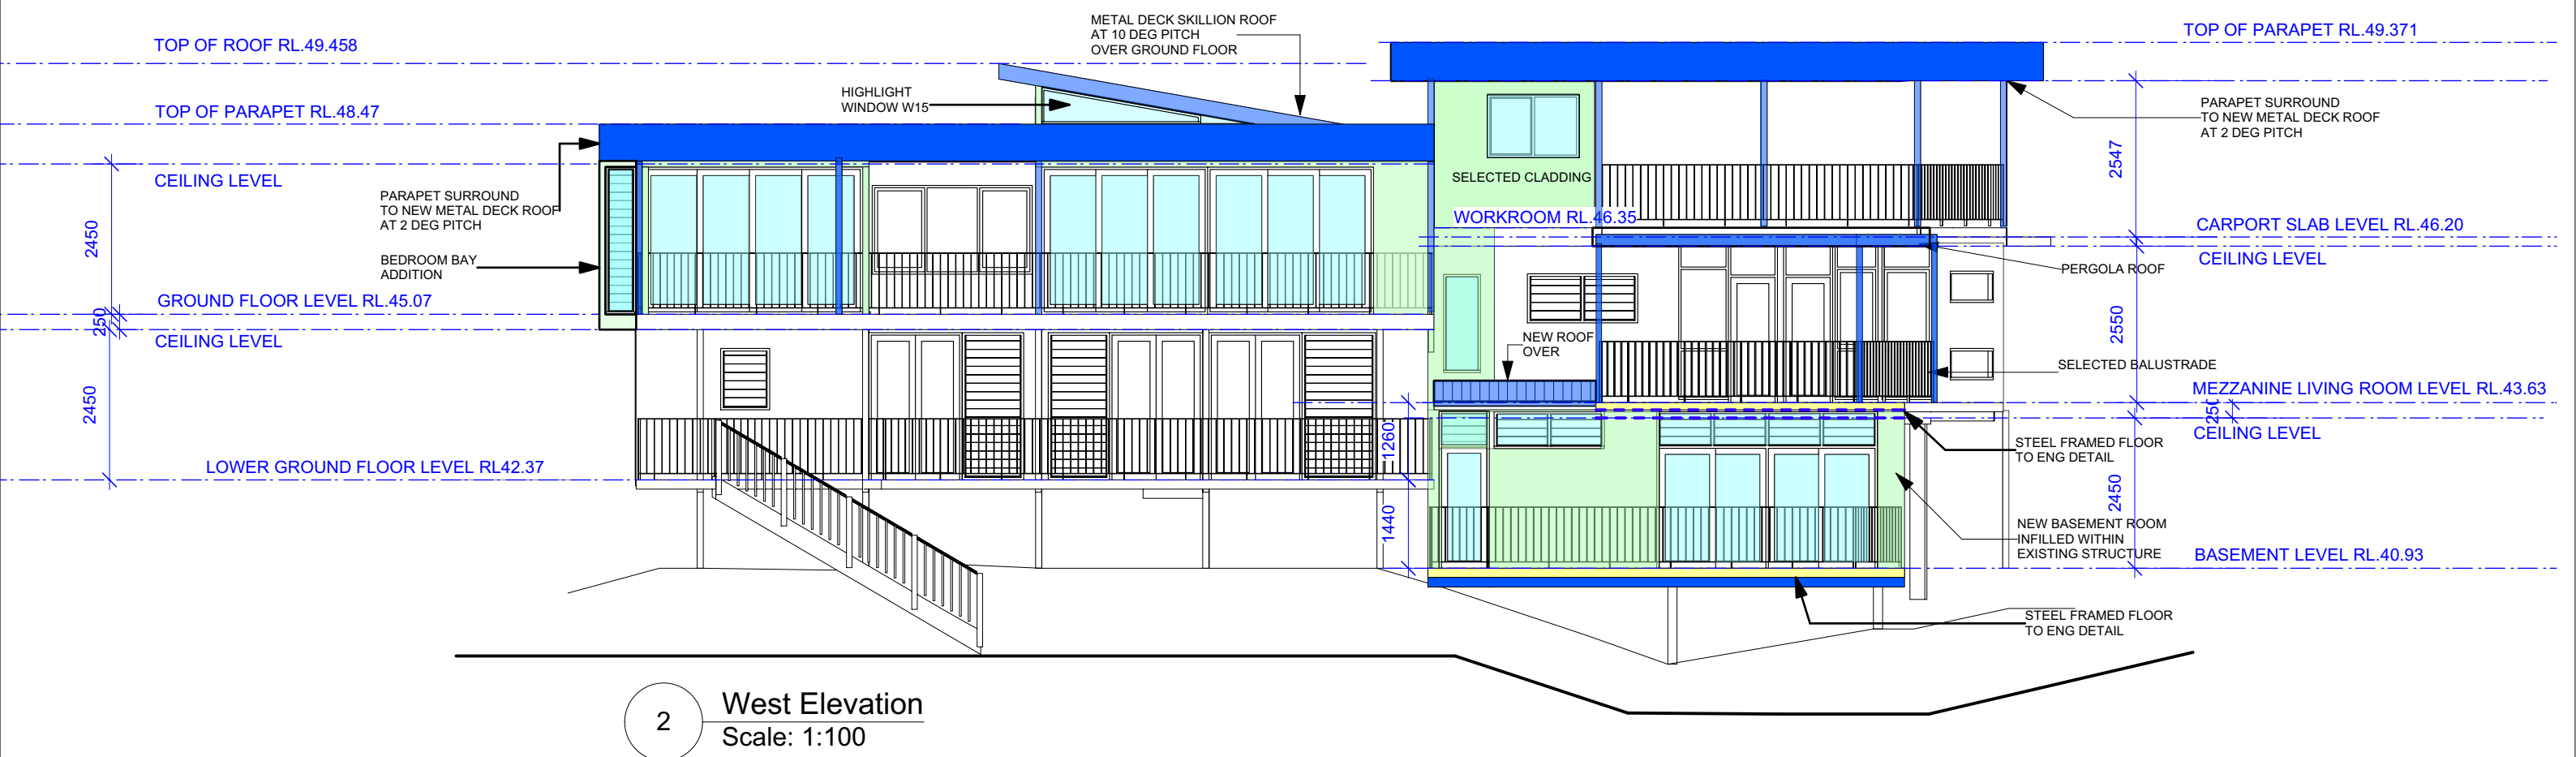 METAL DECK SKILLION ROOF
AT 10 DEG PITCH
OVER GROUND FLOOR
TOP OF PARAPET RL.49.371
TOP OF ROOF RL.49.458
HIGHLIGHT
WINDOW W15
TOP OF PARAPET RL.48.47
PARAPET SURROUND
TO NEW METAL DECK ROOF
AT 2 DEG PITCH
2547
CEILING LEVEL
SELECTED CLADDING
PARAPET SURROUND
TO NEW METAL DECK ROOF
AT 2 DEG PITCH
WORKROOM RL.46.35
CARPORT SLAB LEVEL RL.46.20
2450
CEILING LEVEL
BEDROOM BAY
ADDITION
PERGOLA ROOF
GROUND FLOOR LEVEL RL.45.07
250
CEILING LEVEL
2550
NEW ROOF
OVER
SELECTED BALUSTRADE
MEZZANINE LIVING ROOM LEVEL RL.43.63
2450
250
CEILING LEVEL
1260
STEEL FRAMED FLOOR
TO ENG DETAIL
LOWER GROUND FLOOR LEVEL RL42.37
2450
1440
NEW BASEMENT ROOM
INFILLED WITHIN
EXISTING STRUCTURE
BASEMENT LEVEL RL.40.93
STEEL FRAMED FLOOR
TO ENG DETAIL
2
West Elevation
Scale: 1:100